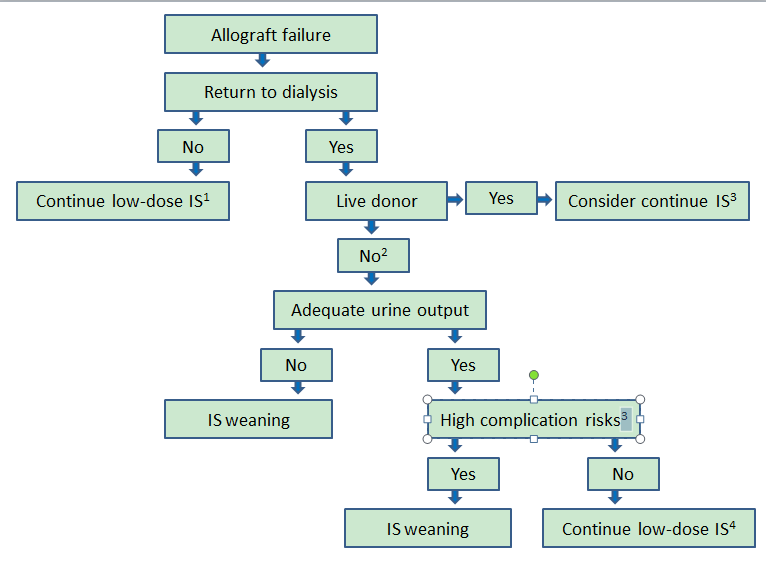 Allograft failure
Return to dialysis
No
Yes
Continue low-dose IS¹
Live donor
Yes
Consider continue IS³
No²
Adequate urine output
No
Yes
IS weaning
High complication risks³
Yes
No
IS weaning
Continue low-dose IS⁴